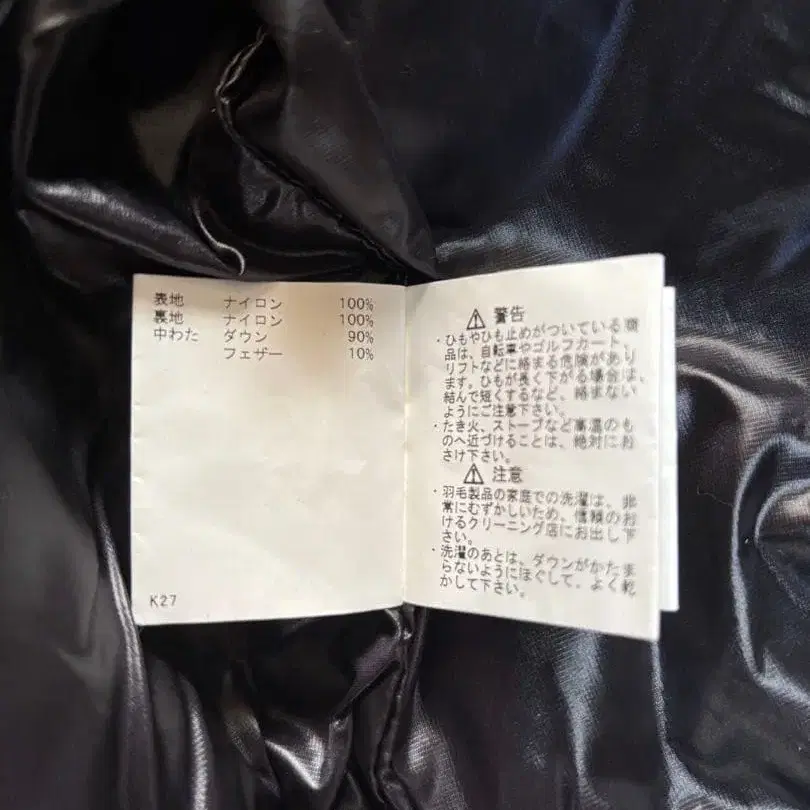 表地 ナイロン 100%
裏地 ナイロン 100%
中わた ダウン 90%
フェザー 10%
K27
⚠ 警告
・ひもやひも止めがついている商
品は、自転車やゴルフカート、
リフトなどに絡まる危険があり
ます。ひもが長く下がる場合は、
結んで短くするなど、絡まない
ようにご注意下さい。
・たき火、ストーブなど高温のも
のへ近づけることは、絶対にお
さけ下さい。
⚠ 注意
・羽毛製品の家庭での洗濯は、非
常にむずかしいため、信頼のお
けるクリーニング店にお出し下
さい。
・洗濯のあとは、ダウンがかたま
らないようにほぐして、よく乾
かして下さい。